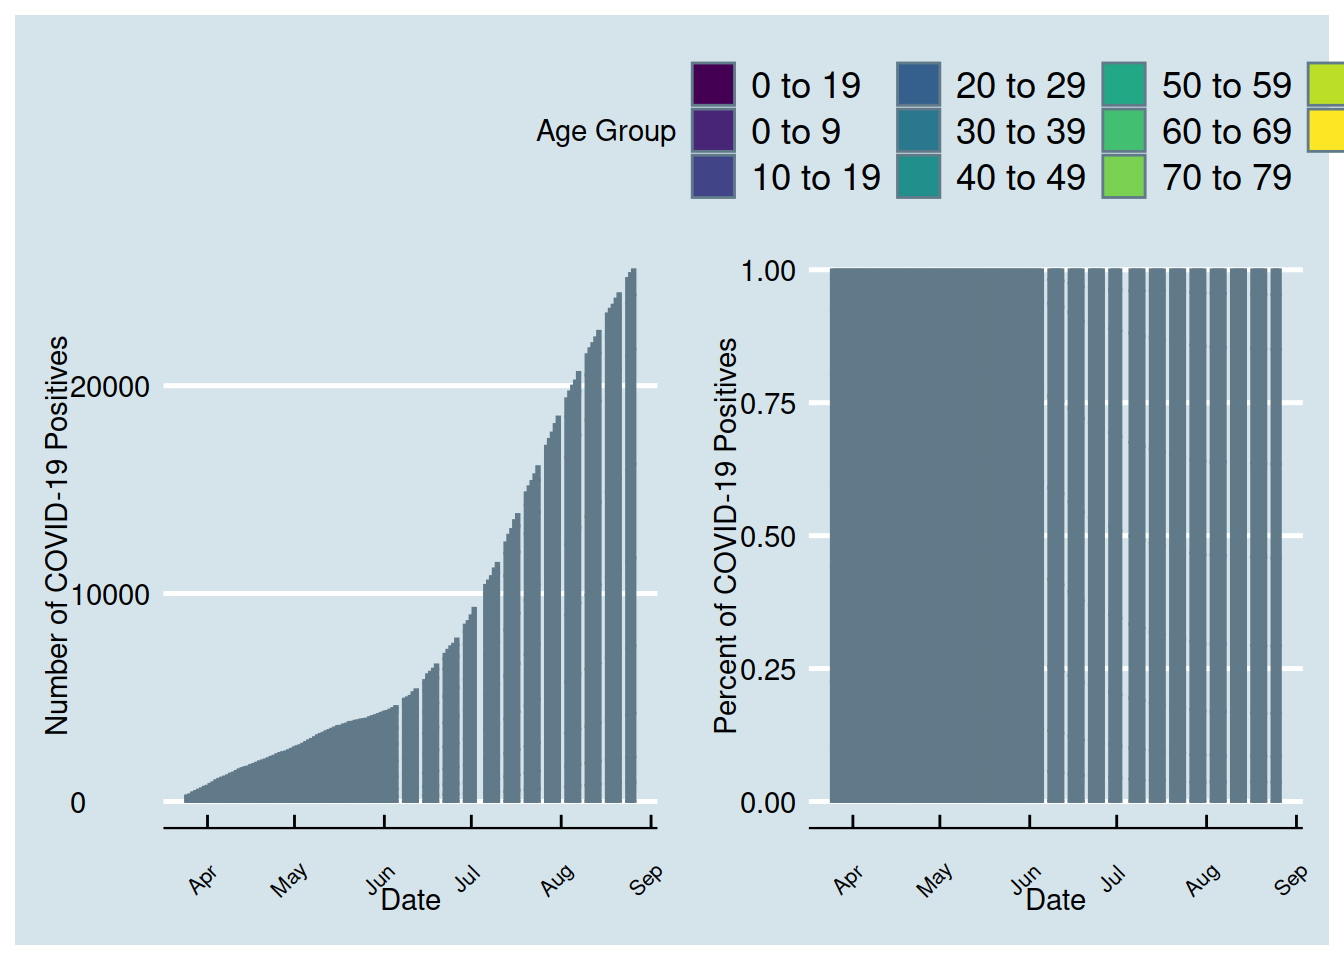 Age Group
0 to 19
0 to 9
10 to 19
20 to 29
30 to 39
40 to 49
50 to 59
60 to 69
70 to 79
Number of COVID-19 Positives
20000
10000
0
Apr
May
Jun
Jul
Aug
Sep
Date
Percent of COVID-19 Positives
1.00
0.75
0.50
0.25
0.00
Apr
May
Jun
Jul
Aug
Sep
Date